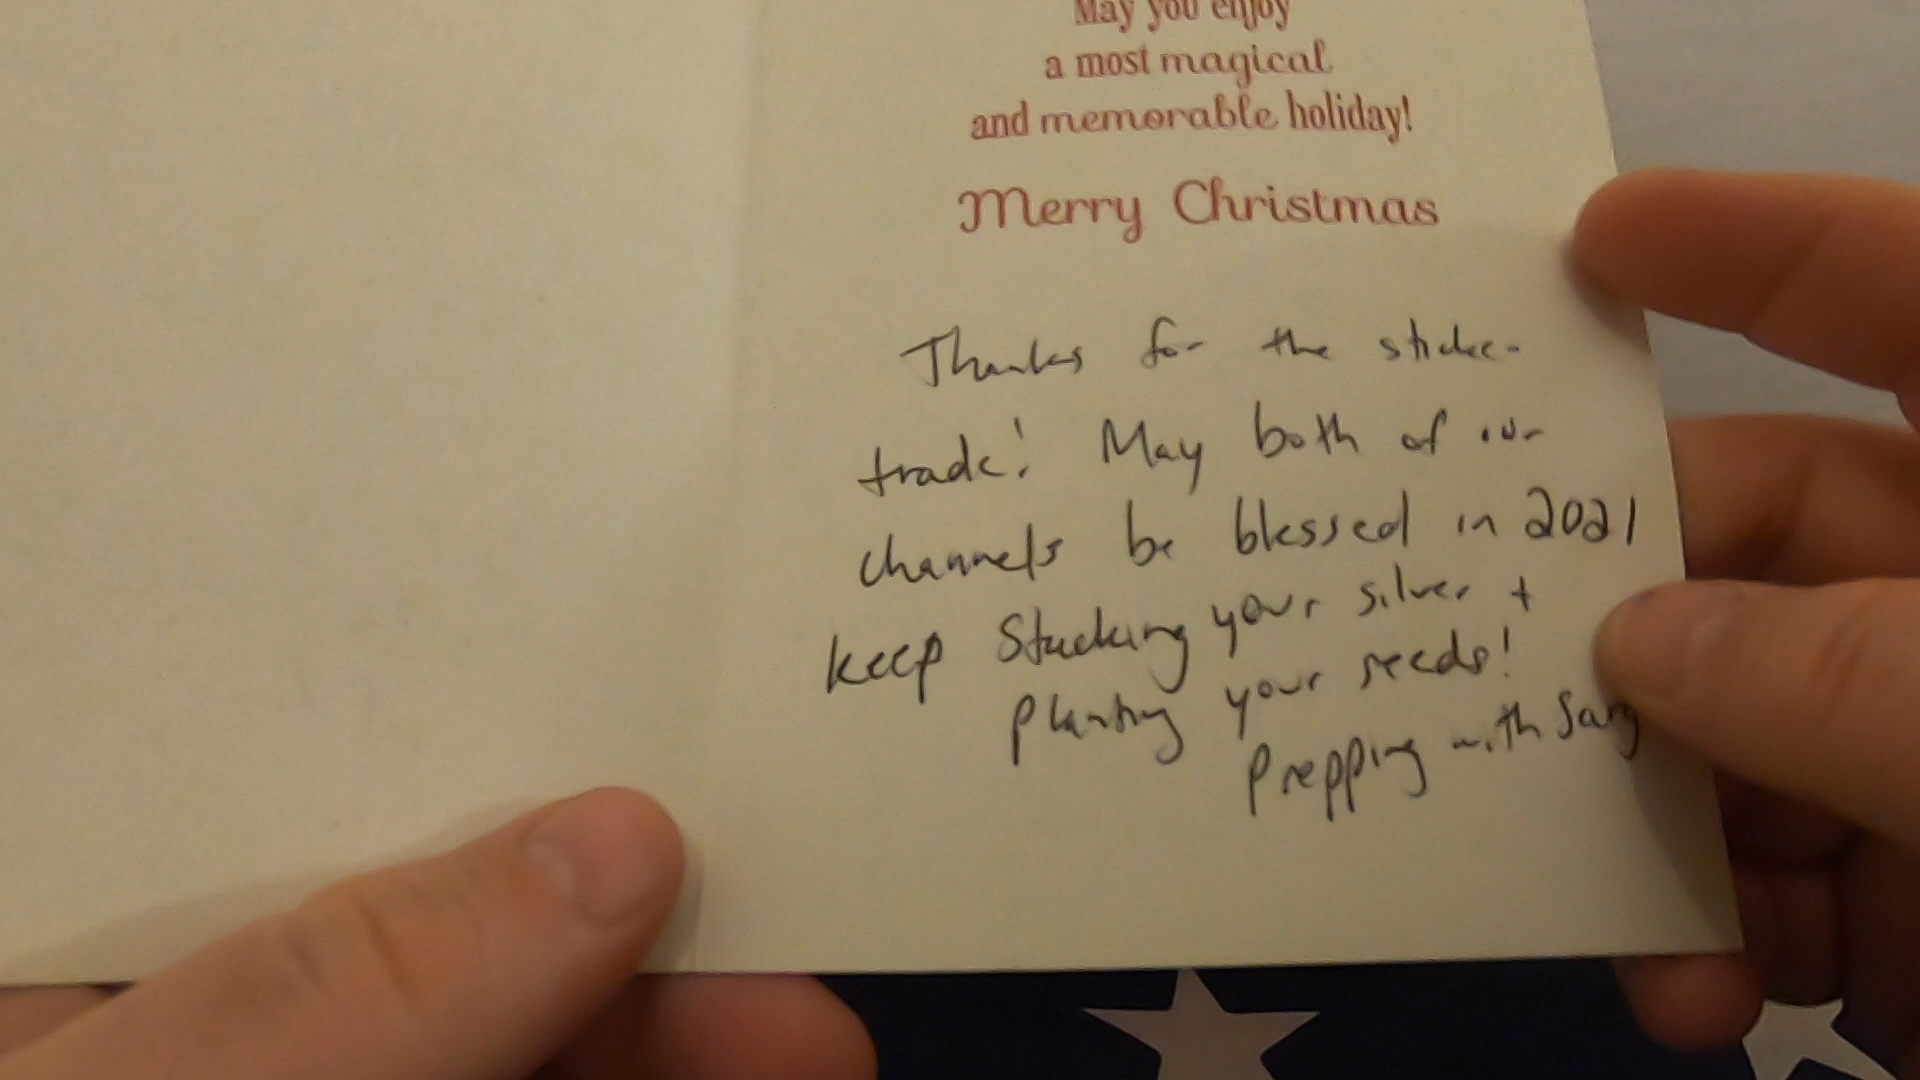 May you enjoy
a most magical
and memorable holiday!
Merry Christmas
Thanks for the sticker
trade! May both of our
channels be blessed in 2021
keep Stacking your silver +
planting your seeds!
Prepping with Sarg